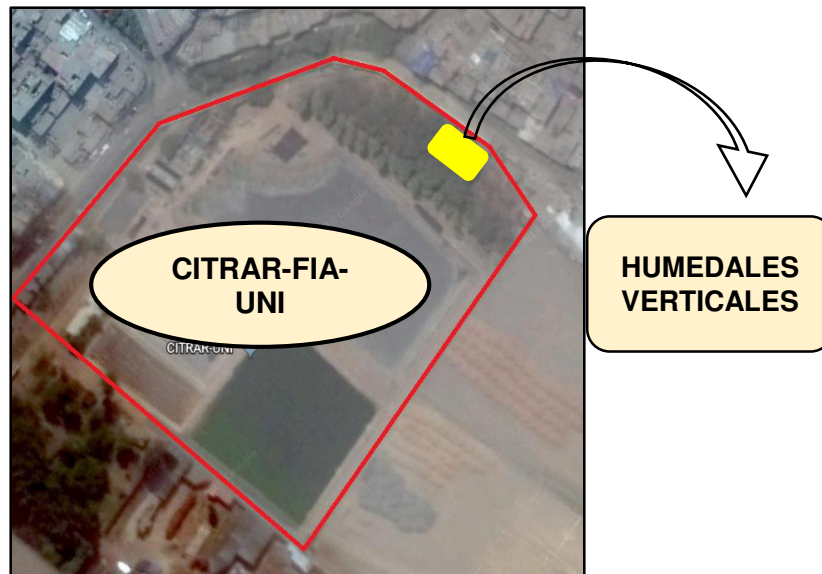 CITRAR-FIA-
UNI
HUMEDALES
VERTICALES
CITRAR-UNI